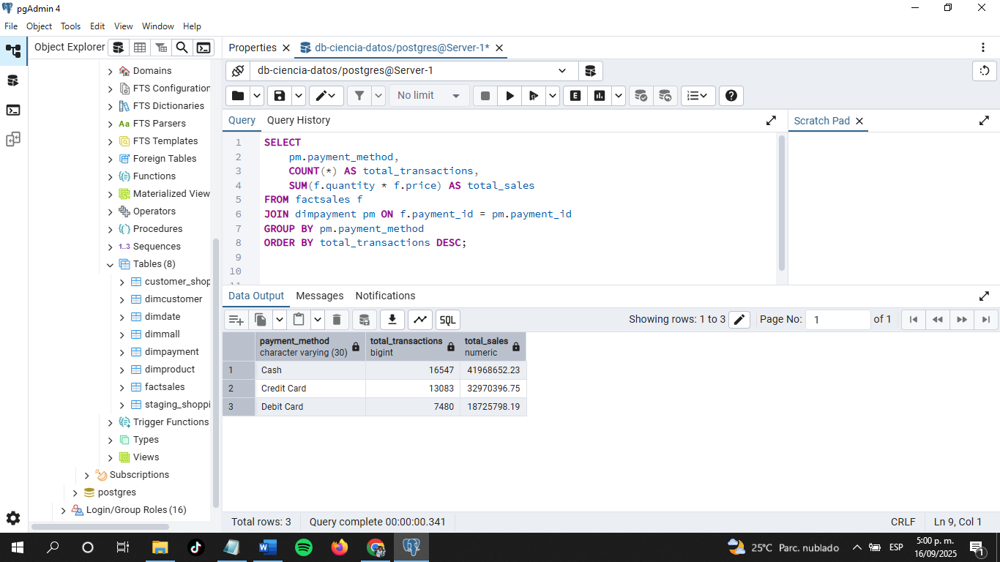 pgAdmin 4
File Object Tools Edit View Window Help
Object Explorer
Properties
db-ciencia-datos/postgres@Server-1*
db-ciencia-datos/postgres@Server-1
No limit
E
Query
Query History
Scratch Pad
1 SELECT
2 pm.payment_method,
3 COUNT(*) AS total_transactions,
4 SUM(f.quantity * f.price) AS total_sales
5 FROM factsales f
6 JOIN dimpayment pm ON f.payment_id = pm.payment_id
7 GROUP BY pm.payment_method
8 ORDER BY total_transactions DESC;
9
10
11
Domains
FTS Configuration
FTS Dictionaries
Aa FTS Parsers
FTS Templates
Foreign Tables
Functions
Materialized View
Operators
Procedures
1..3 Sequences
Tables (8)
customer_shop
dimcustomer
dimdate
dimmall
dimpayment
dimproduct
factsales
staging_shoppi
Trigger Functions
Types
Views
Subscriptions
postgres
Login/Group Roles (16)
Data Output Messages Notifications
SQL
Showing rows: 1 to 3
Page No: 1 of 1
payment_method total_transactions total_sales
character varying (30) bigint numeric
1 Cash 16547 41968652.23
2 Credit Card 13083 32970396.75
3 Debit Card 7480 18725798.19
Total rows: 3 Query complete 00:00:00.341 CRLF Ln 9, Col 1
25°C Parc. nublado ESP
5:00 p. m.
16/09/2025
1